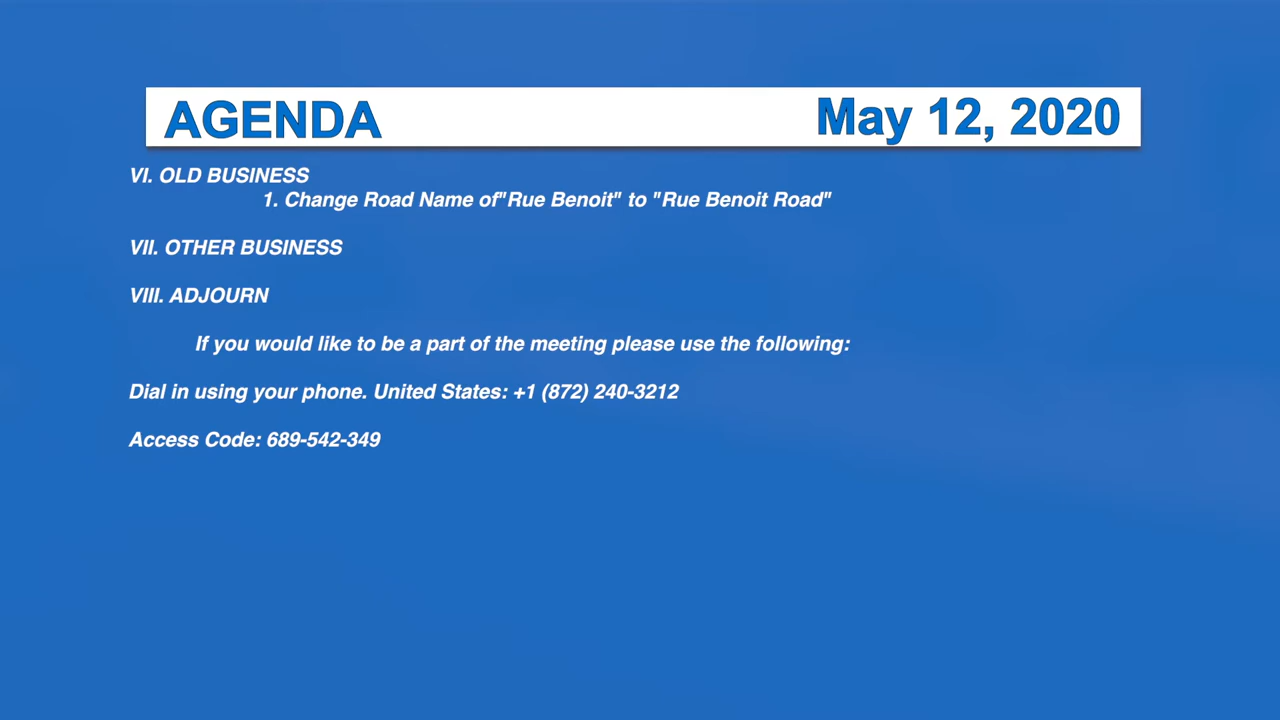 AGENDA May 12, 2020
VI. OLD BUSINESS
1. Change Road Name of"Rue Benoit" to "Rue Benoit Road"
VII. OTHER BUSINESS
VIII. ADJOURN
If you would like to be a part of the meeting please use the following:
Dial in using your phone. United States: +1 (872) 240-3212
Access Code: 689-542-349